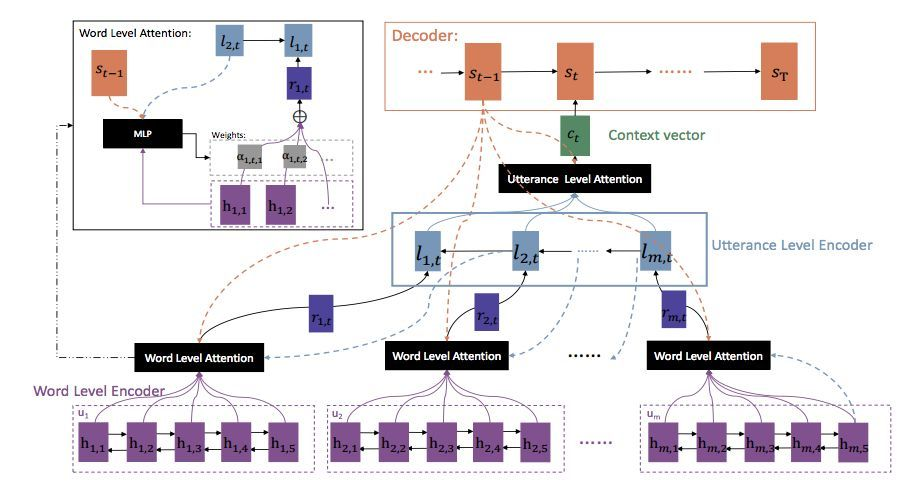 Word Level Attention:
l2,t
l1,t
st−1
r1,t
MLP
Weights:
α1,t,1
α1,t,2
...
h1,1
h1,2
...
Decoder:
...
st−1
st
......
sT
ct
Context vector
Utterance Level Attention
Utterance Level Encoder
l1,t
l2,t
......
lm,t
r1,t
r2,t
rm,t
Word Level Attention
Word Level Attention
......
Word Level Attention
Word Level Encoder
u1
h1,1
h1,2
h1,3
h1,4
h1,5
u2
h2,1
h2,2
h2,3
h2,4
h2,5
......
um
hm,1
hm,2
hm,3
hm,4
hm,5